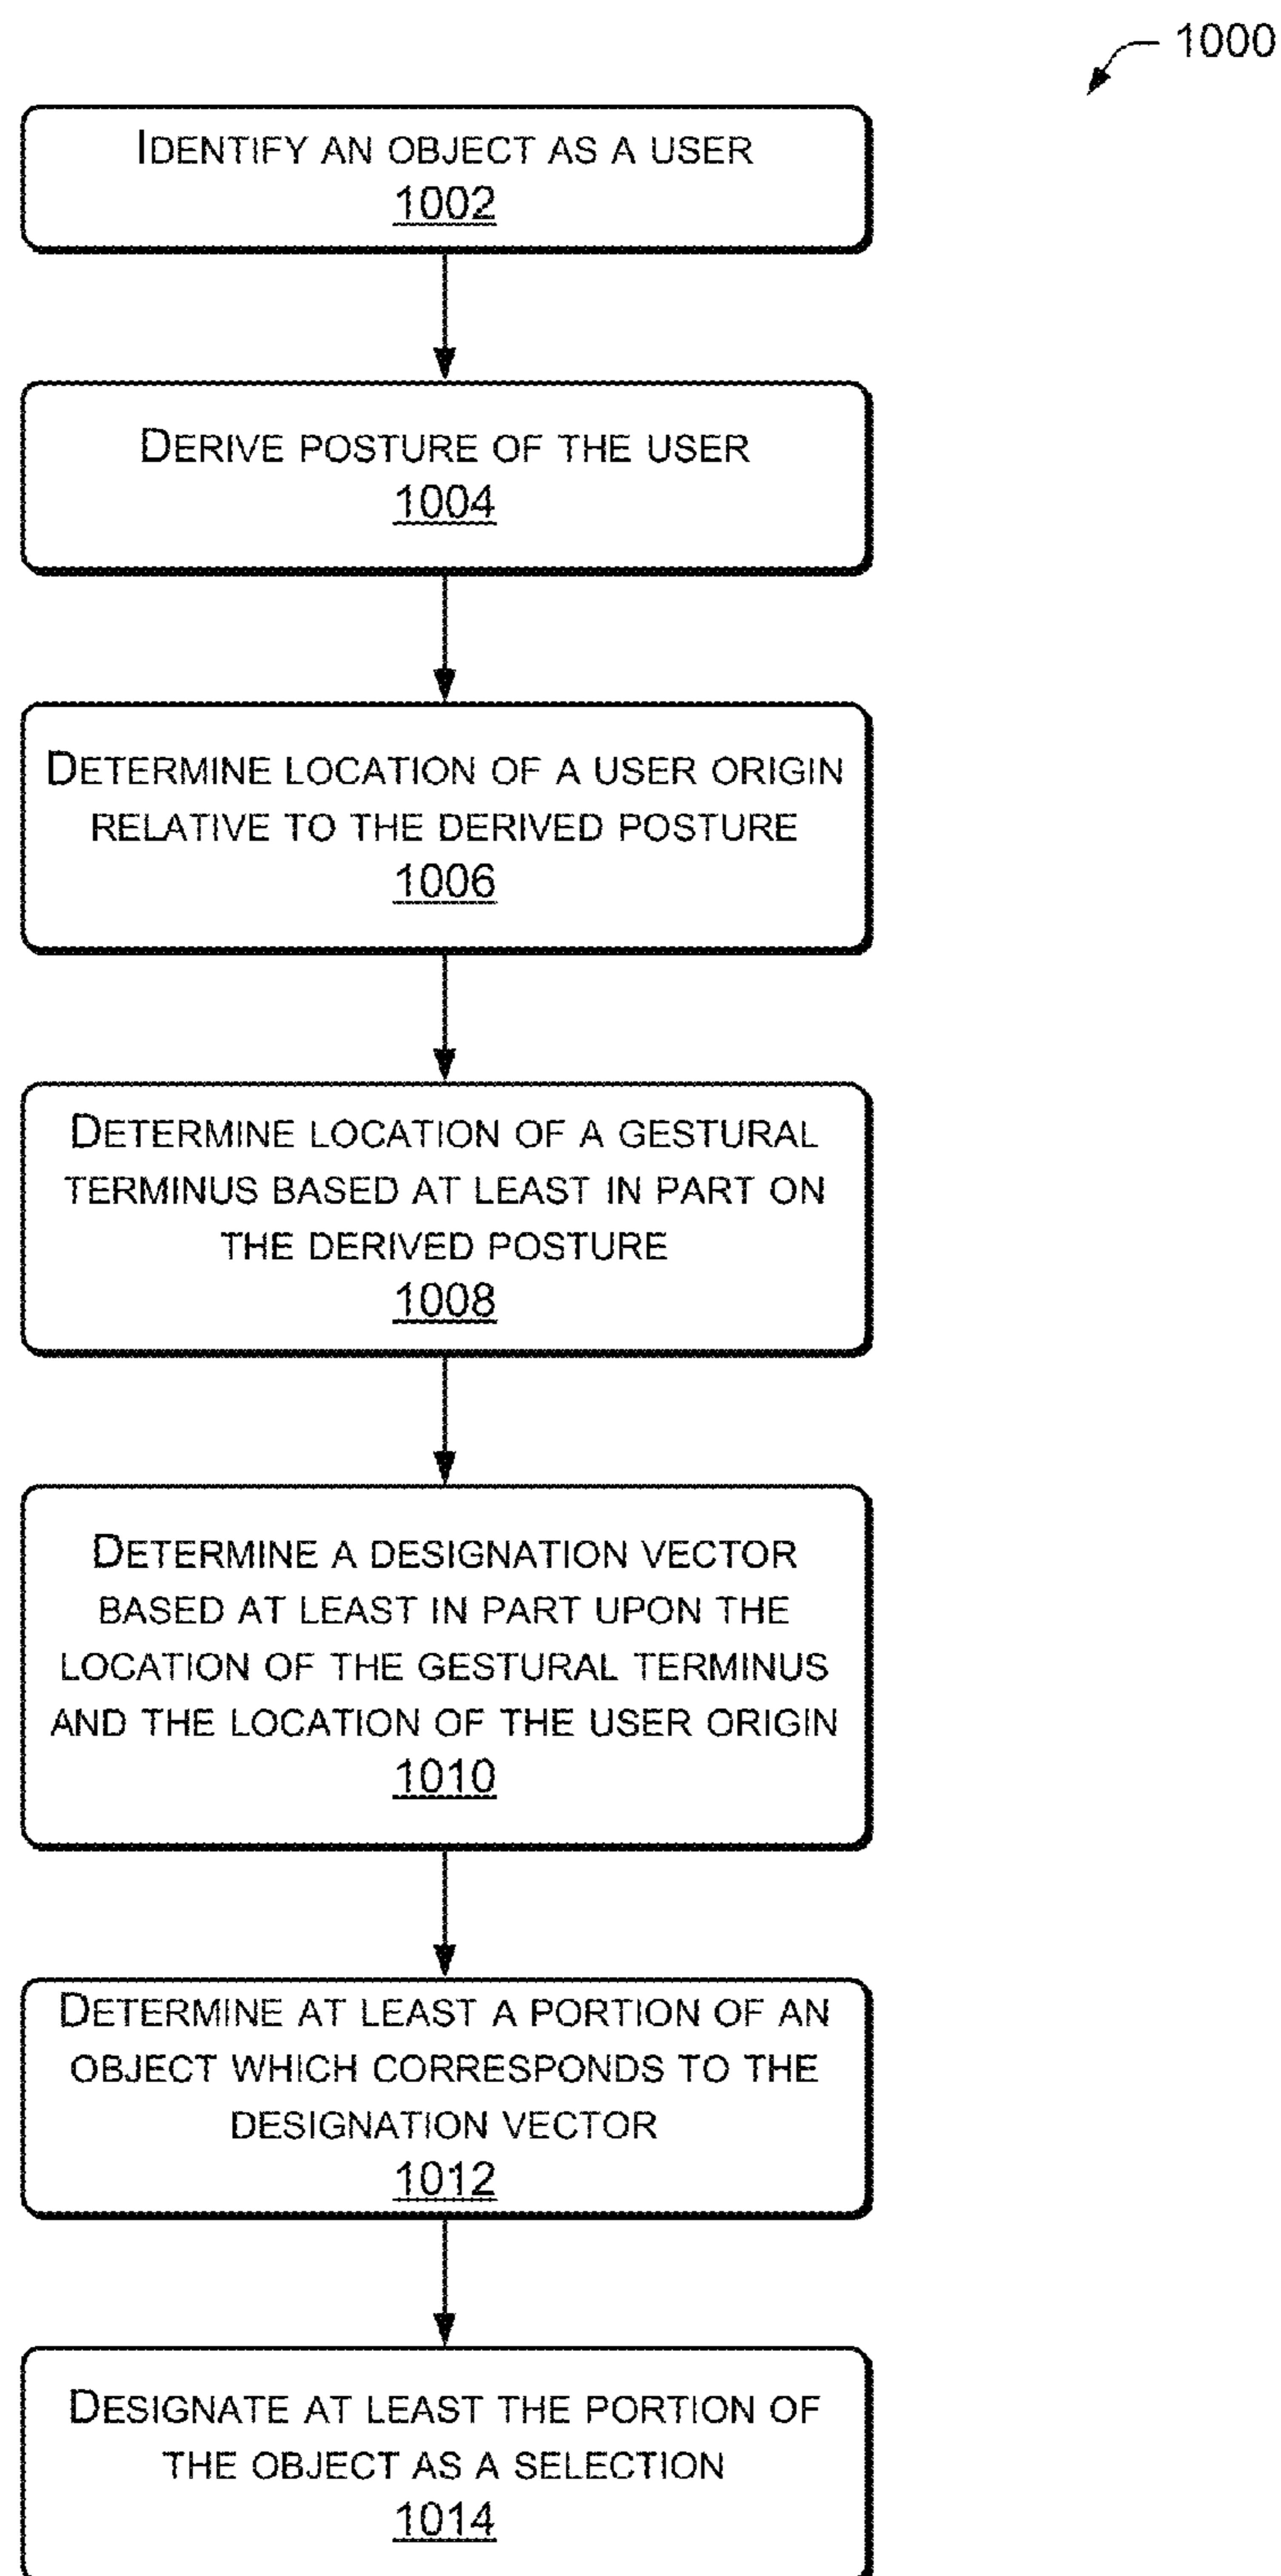 1000
IDENTIFY AN OBJECT AS A USER
1002
DERIVE POSTURE OF THE USER
1004
DETERMINE LOCATION OF A USER ORIGIN
RELATIVE TO THE DERIVED POSTURE
1006
DETERMINE LOCATION OF A GESTURAL
TERMINUS BASED AT LEAST IN PART ON
THE DERIVED POSTURE
1008
DETERMINE A DESIGNATION VECTOR
BASED AT LEAST IN PART UPON THE
LOCATION OF THE GESTURAL TERMINUS
AND THE LOCATION OF THE USER ORIGIN
1010
DETERMINE AT LEAST A PORTION OF AN
OBJECT WHICH CORRESPONDS TO THE
DESIGNATION VECTOR
1012
DESIGNATE AT LEAST THE PORTION OF
THE OBJECT AS A SELECTION
1014